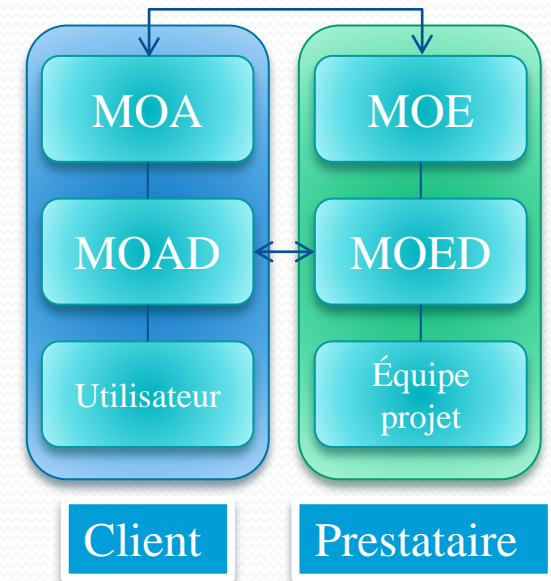 MOA
MOAD
Utilisateur
Client
MOE
MOED
Équipe
projet
Prestataire